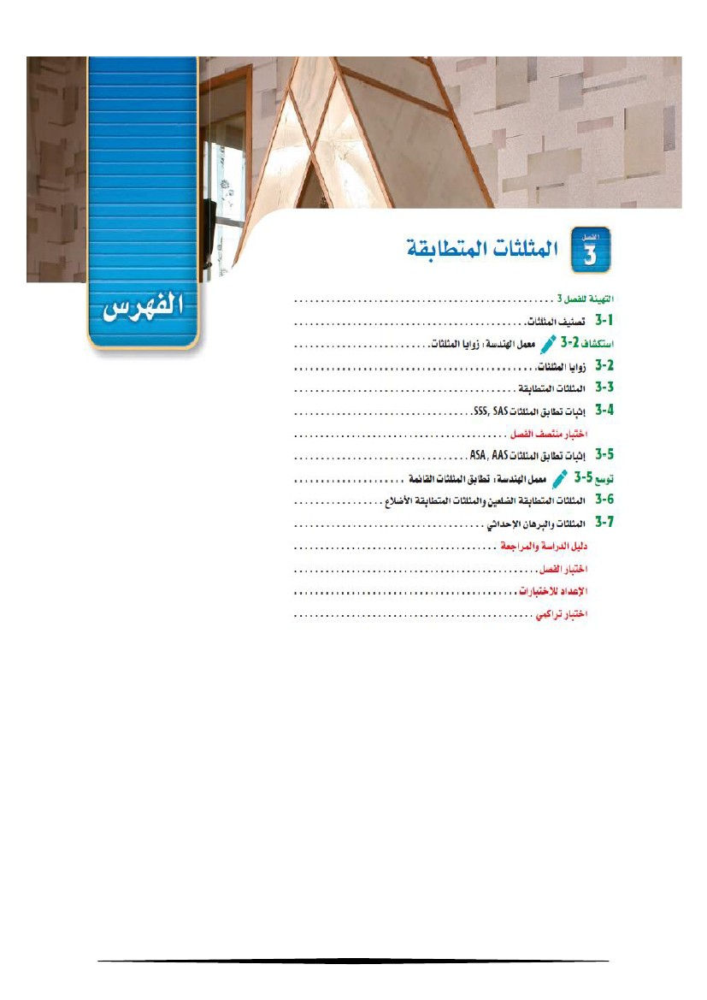 الفصل
3
المثلثات المتطابقة
الفهرس
التهيئة للفصل 3 . . . . . . . . . . . . . . . . . . . . . . . . . . . . . . . . . . . . . . . . . . . . . . . . .
3-1 تصنيف المثلثات. . . . . . . . . . . . . . . . . . . . . . . . . . . . . . . . . . . . . . . . . . . .
استكشاف 3-2 معمل الهندسة: زوايا المثلثات. . . . . . . . . . . . . . . . . . . . . . . . . .
3-2 زوايا المثلثات. . . . . . . . . . . . . . . . . . . . . . . . . . . . . . . . . . . . . . . . . . . . . .
3-3 المثلثات المتطابقة . . . . . . . . . . . . . . . . . . . . . . . . . . . . . . . . . . . . . . . . . .
3-4 إثبات تطابق المثلثات SSS, SAS. . . . . . . . . . . . . . . . . . . . . . . . . . . . . . . .
اختبار منتصف الفصل . . . . . . . . . . . . . . . . . . . . . . . . . . . . . . . . . . . . . . . .
3-5 إثبات تطابق المثلثات ASA, AAS . . . . . . . . . . . . . . . . . . . . . . . . . . . . . . . .
توسع 3-5 معمل الهندسة: تطابق المثلثات القائمة . . . . . . . . . . . . . . . . . . . . .
3-6 المثلثات المتطابقة الضلعين والمثلثات المتطابقة الأضلاع . . . . . . . . . . . . . . . . .
3-7 المثلثات والبرهان الإحداثي . . . . . . . . . . . . . . . . . . . . . . . . . . . . . . . . . . . .
دليل الدراسة والمراجعة . . . . . . . . . . . . . . . . . . . . . . . . . . . . . . . . . . . . . .
اختبار الفصل. . . . . . . . . . . . . . . . . . . . . . . . . . . . . . . . . . . . . . . . . . . . . .
الإعداد للاختبارات . . . . . . . . . . . . . . . . . . . . . . . . . . . . . . . . . . . . . . . . . .
اختبار تراكمي . . . . . . . . . . . . . . . . . . . . . . . . . . . . . . . . . . . . . . . . . . . . .